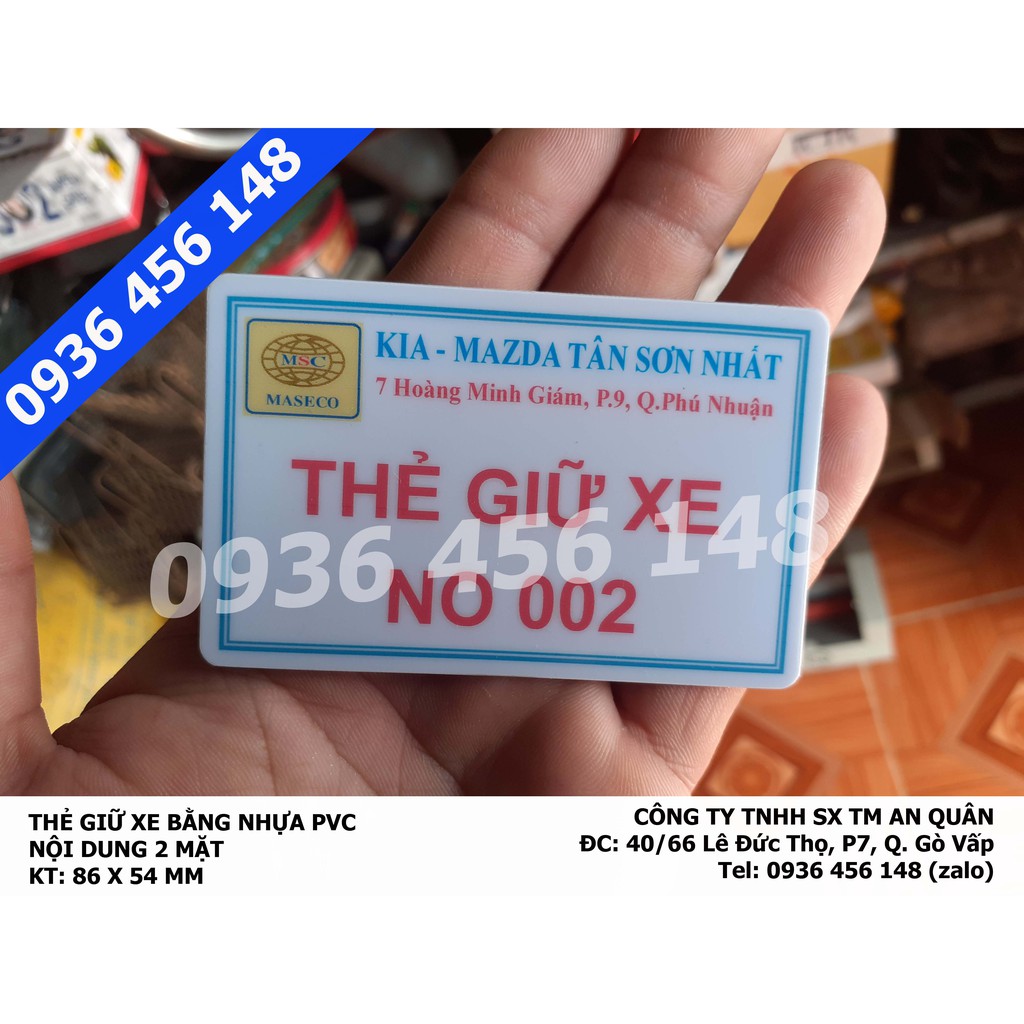 0936 456 148
MSC
MASECO
KIA - MAZDA TÂN SƠN NHẤT
7 Hoàng Minh Giám, P.9, Q.Phú Nhuận
THẺ GIỮ XE
0936 456 148
NO 002
THẺ GIỮ XE BẰNG NHỰA PVC
NỘI DUNG 2 MẶT
KT: 86 X 54 MM
CÔNG TY TNHH SX TM AN QUÂN
ĐC: 40/66 Lê Đức Thọ, P7, Q. Gò Vấp
Tel: 0936 456 148 (zalo)